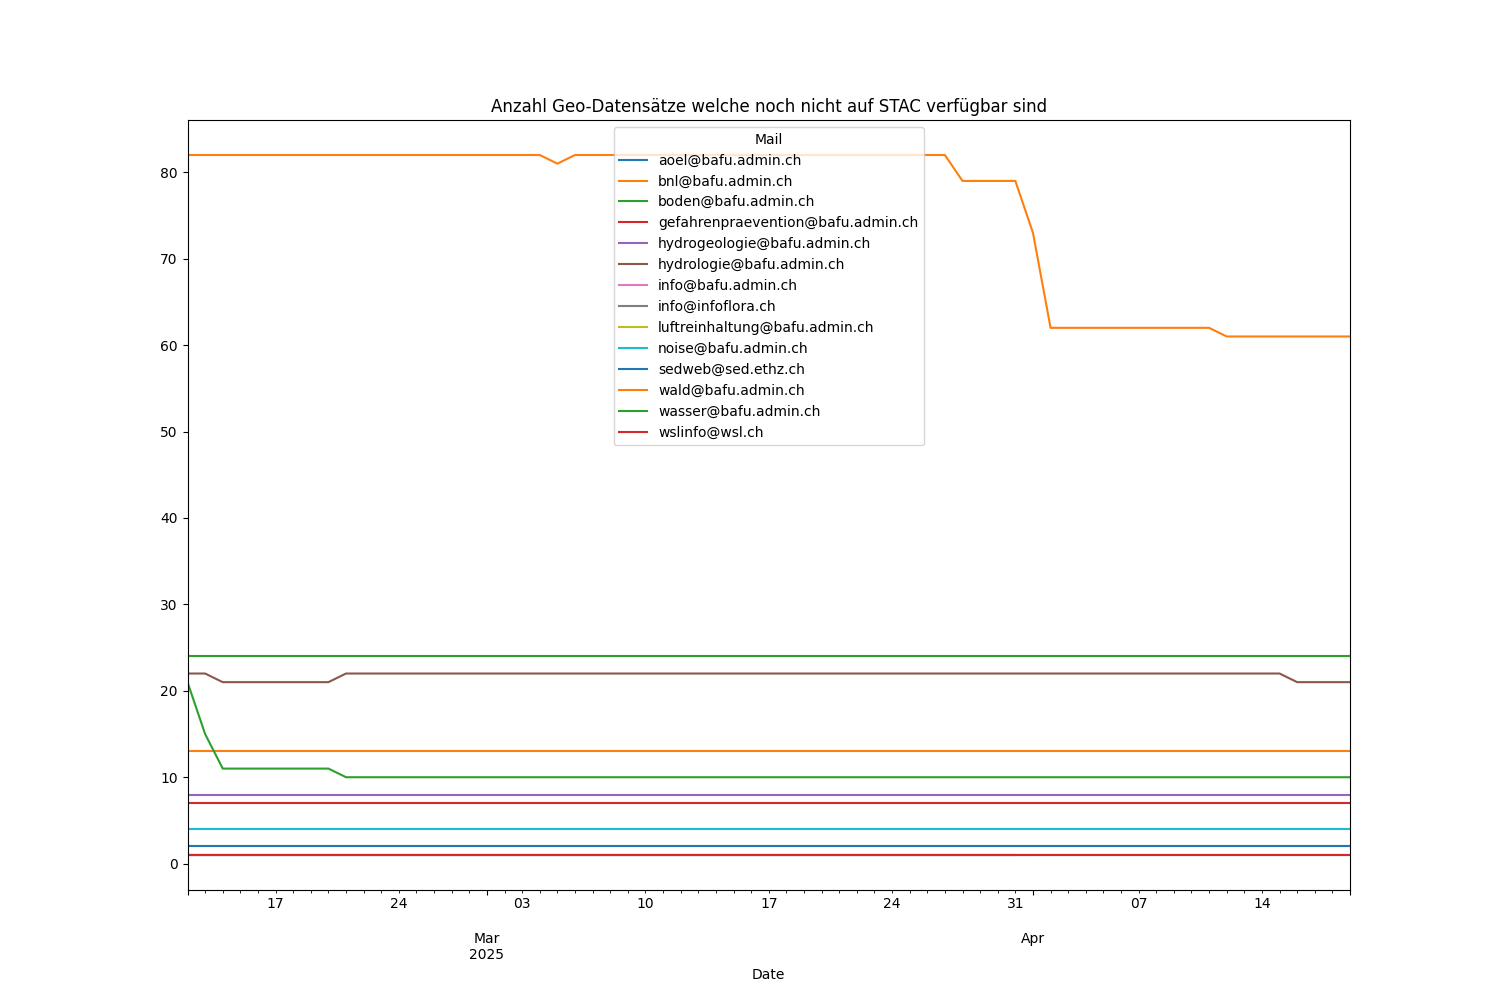 Anzahl Geo-Datensätze welche noch nicht auf STAC verfügbar sind
Mail
aoel@bafu.admin.ch
bnl@bafu.admin.ch
boden@bafu.admin.ch
gefahrenpraevention@bafu.admin.ch
hydrogeologie@bafu.admin.ch
hydrologie@bafu.admin.ch
info@bafu.admin.ch
info@infoflora.ch
luftreinhaltung@bafu.admin.ch
noise@bafu.admin.ch
sedweb@sed.ethz.ch
wald@bafu.admin.ch
wasser@bafu.admin.ch
wslinfo@wsl.ch
80
70
60
50
40
30
20
10
0
17 24 03 10 17 24 31 07 14
Mar Apr
2025
Date